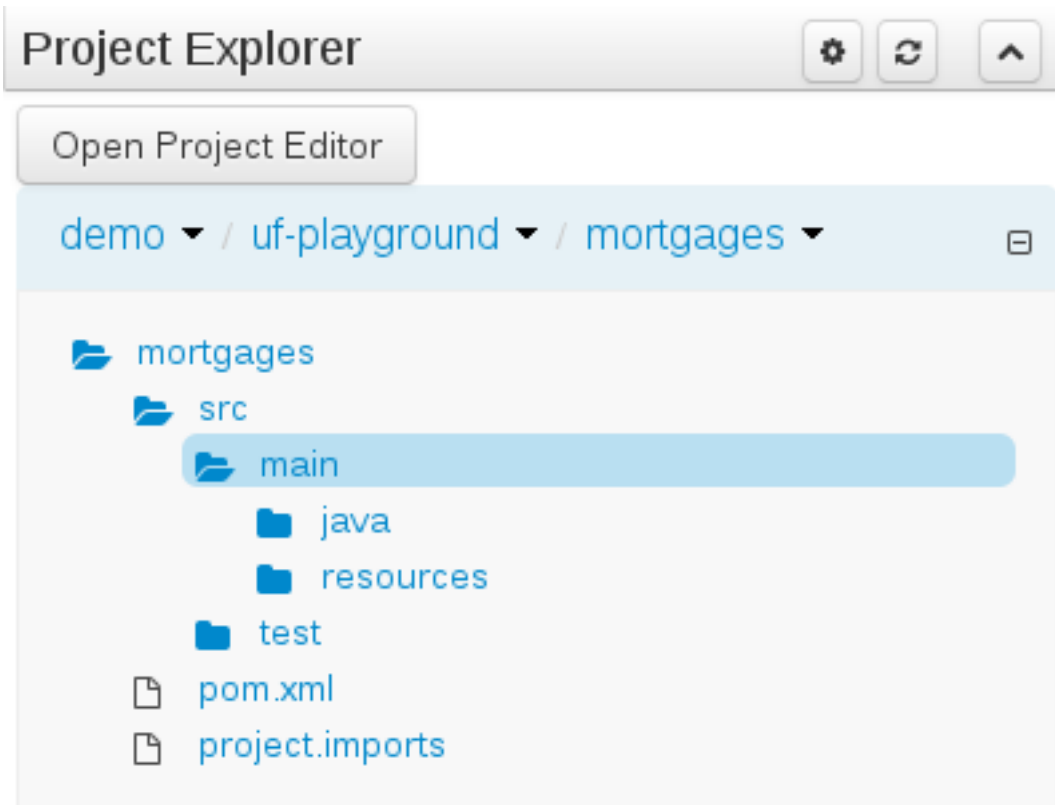 Project Explorer
Open Project Editor
demo / uf-playground / mortgages
mortgages
src
main
java
resources
test
pom.xml
project.imports